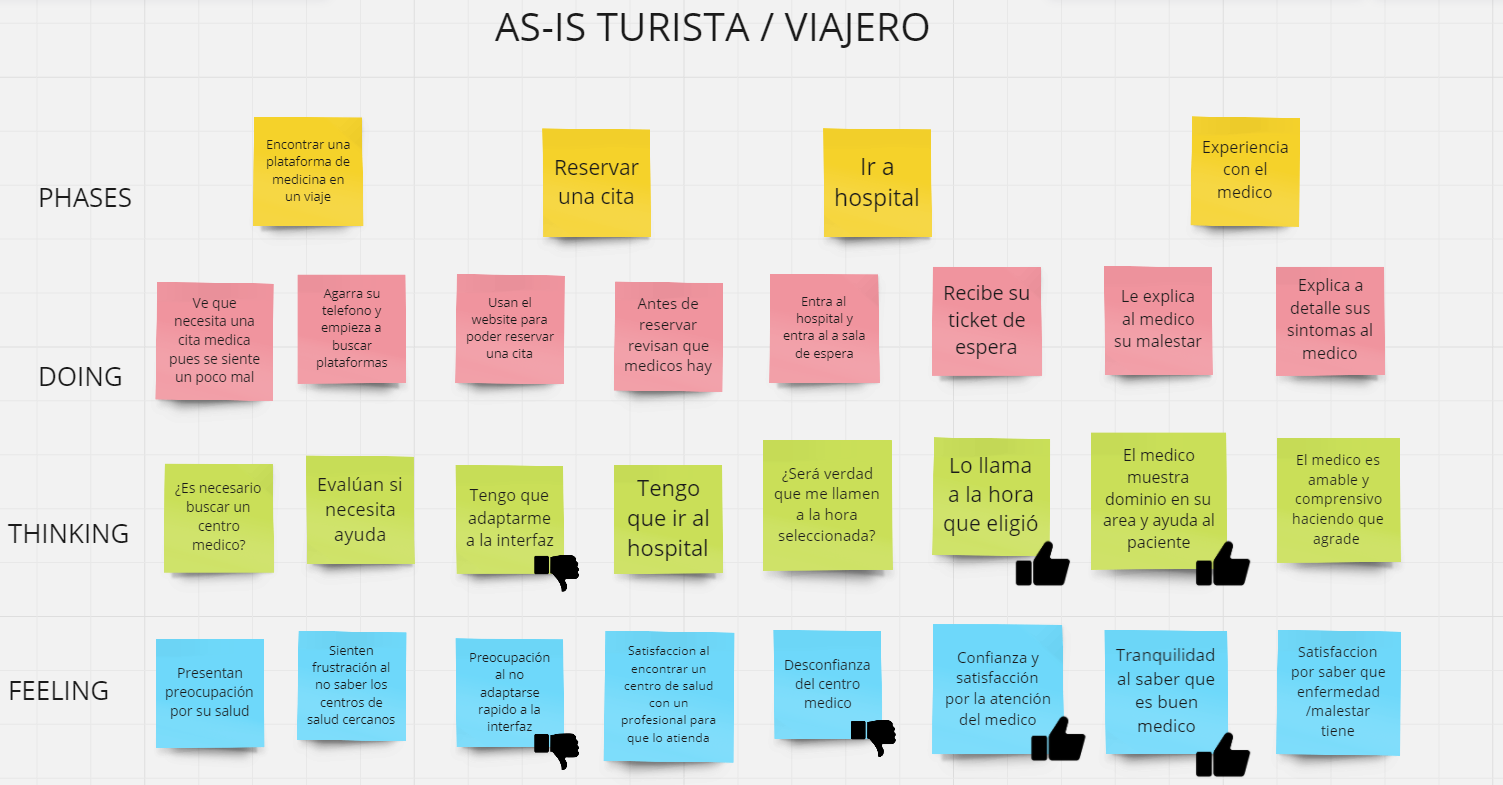 AS-IS TURISTA / VIAJERO
PHASES
Encontrar una
plataforma de
medicina en
un viaje
Reservar
una cita
Ir a
hospital
Experiencia
con el
medico
DOING
Ve que
necesita una
cita medica
pues se siente
un poco mal
Agarra su
telefono y
empieza a
buscar
plataformas
Usan el
website para
poder reservar
una cita
Antes de
reservar
revisan que
medicos hay
Entra al
hospital y
entra al a sala
de espera
Recibe su
ticket de
espera
Le explica
al medico
su malestar
Explica a
detalle sus
sintomas al
medico
THINKING
¿Es necesario
buscar un
centro
medico?
Evalúan si
necesita
ayuda
Tengo que
adaptarme
a la interfaz
Tengo
que ir al
hospital
¿Será verdad
que me llamen
a la hora
seleccionada?
Lo llama
a la hora
que eligió
El medico
muestra
dominio en su
area y ayuda al
paciente
El medico es
amable y
comprensivo
haciendo que
agrade
FEELING
Presentan
preocupación
por su salud
Sienten
frustración al
no saber los
centros de
salud cercanos
Preocupación
al no
adaptarse
rapido a la
interfaz
Satisfaccion al
encontrar un
centro de salud
con un
profesional para
que lo atienda
Desconfianza
del centro
medico
Confianza y
satisfacción
por la atención
del medico
Tranquilidad
al saber que
es buen
medico
Satisfaccion
por saber que
enfermedad
/malestar
tiene